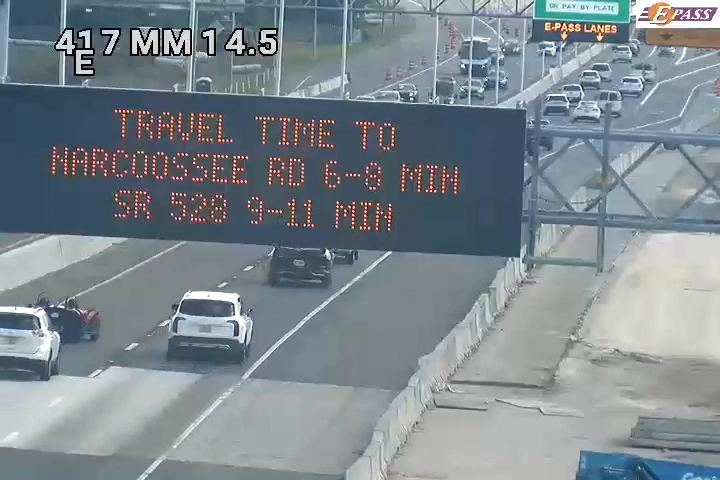 417 MM 14.5
E
E-PASS
OR PAY BY PLATE
E-PASS LANES
TRAVEL TIME TO
NARCOOSSEE RD 6-8 MIN
SR 528 9-11 MIN